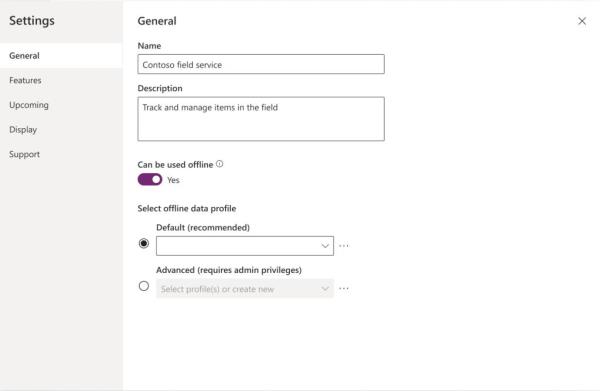 Settings
General
Features
Upcoming
Display
Support
General
Name
Contoso field service
Description
Track and manage items in the field
Can be used offline
Yes
Select offline data profile
Default (recommended)
Advanced (requires admin privileges)
Select profile(s) or create new